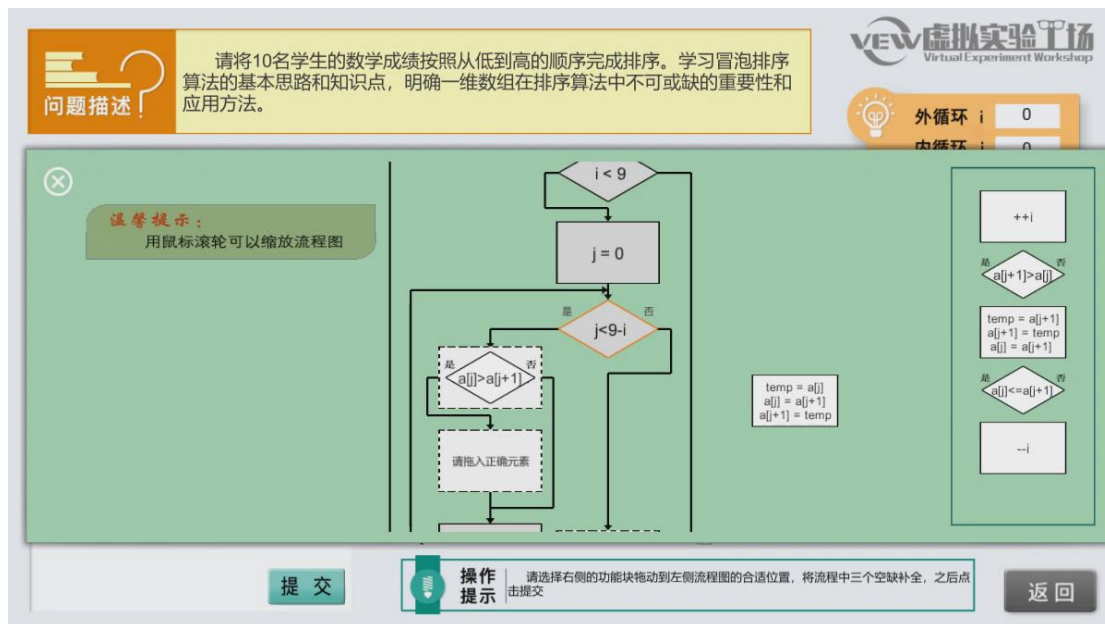 请将10名学生的数学成绩按照从低到高的顺序完成排序。学习冒泡排序
算法的基本思路和知识点，明确一维数组在排序算法中不可或缺的重要性和
应用方法。
问题描述
VEW虚拟实验工场
Virtual Experiment Workshop
外循环 i 0
内循环 j 0
温馨提示：
用鼠标滚轮可以缩放流程图
i < 9
j = 0
是 否
j<9-i
是 否
a[j]>a[j+1]
请拖入正确元素
temp = a[j]
a[j] = a[j+1]
a[j+1] = temp
++i
是 否
a[j+1]>a[j]
temp = a[j+1]
a[j+1] = temp
a[j] = a[j+1]
是 否
a[j]<=a[j+1]
--i
提 交
操作
提示
请选择右侧的功能块拖动到左侧流程图的合适位置，将流程中三个空缺补全，之后点
击提交
返回